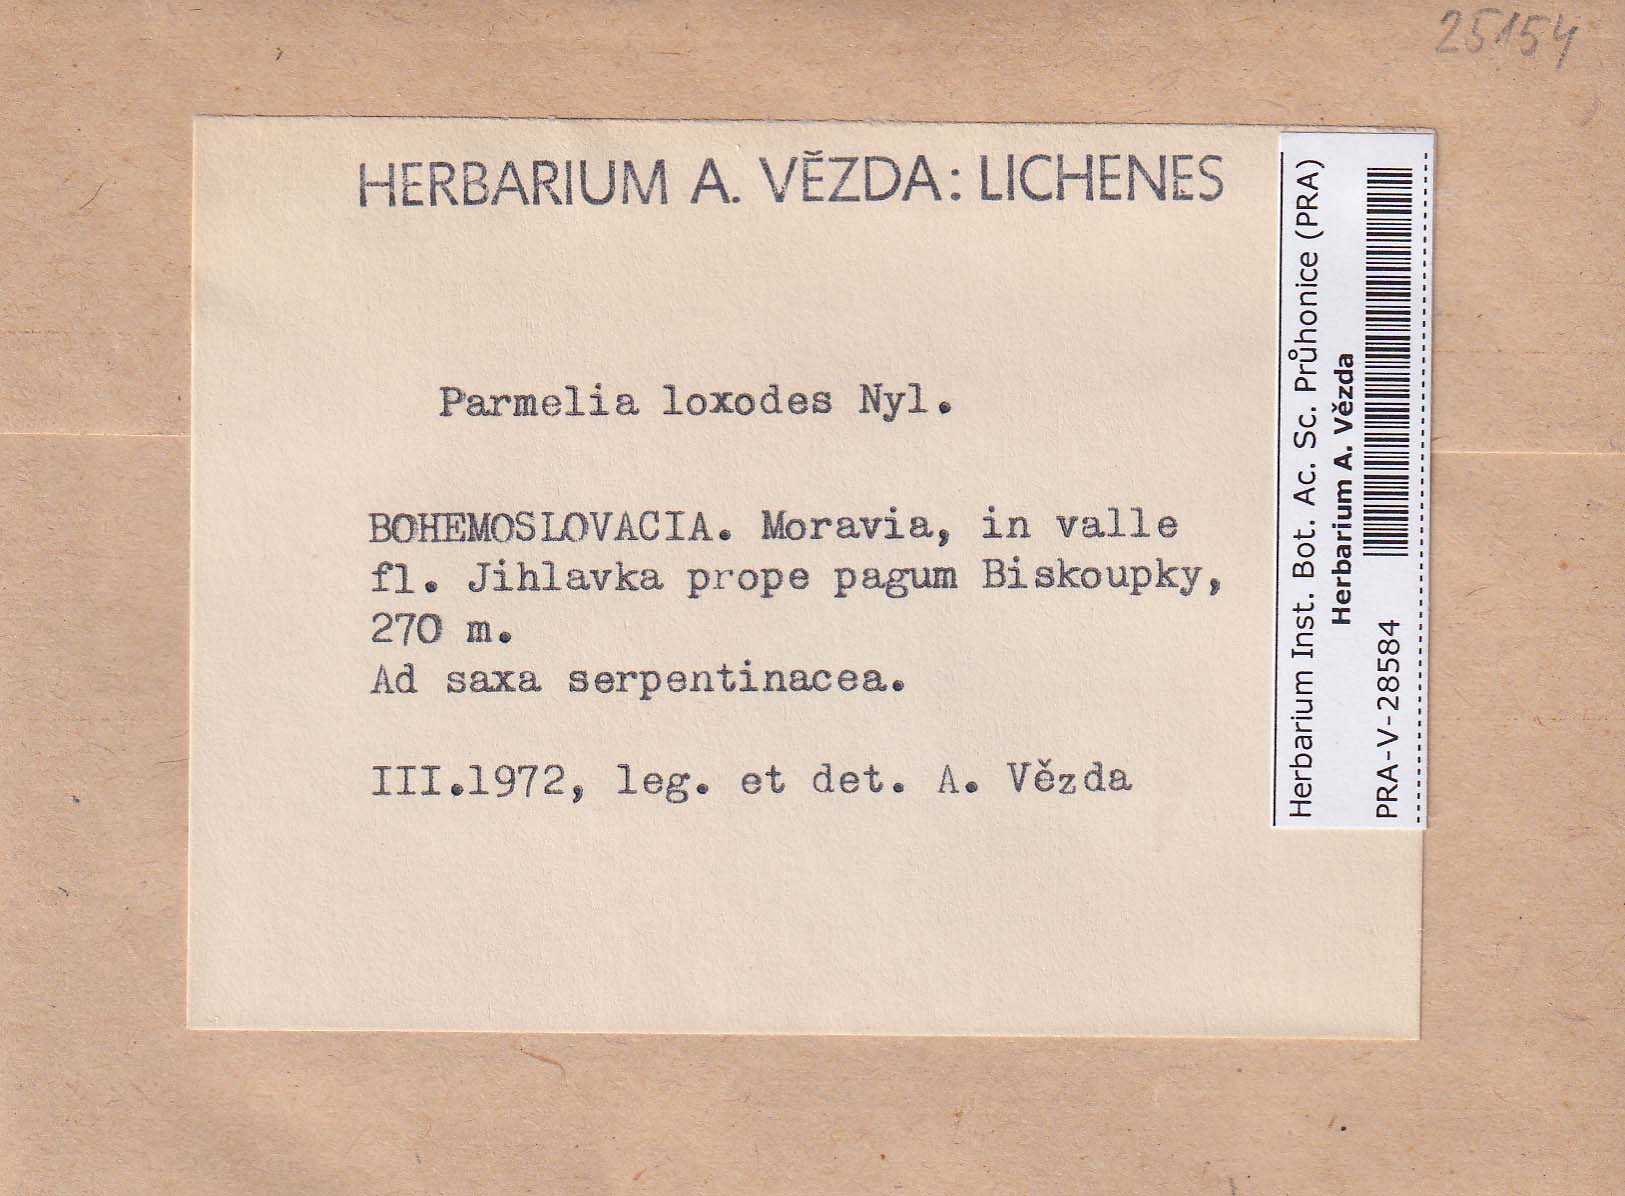 25154
HERBARIUM A. VĚZDA: LICHENES
Parmelia loxodes Nyl.
BOHEMOSLOVACIA. Moravia, in valle
fl. Jihlavka prope pagum Biskoupky,
270 m.
Ad saxa serpentinacea.
III.1972, leg. et det. A. Vězda
Herbarium Inst. Bot. Ac. Sc. Průhonice (PRA)
Herbarium A. Vězda
PRA-V-28584